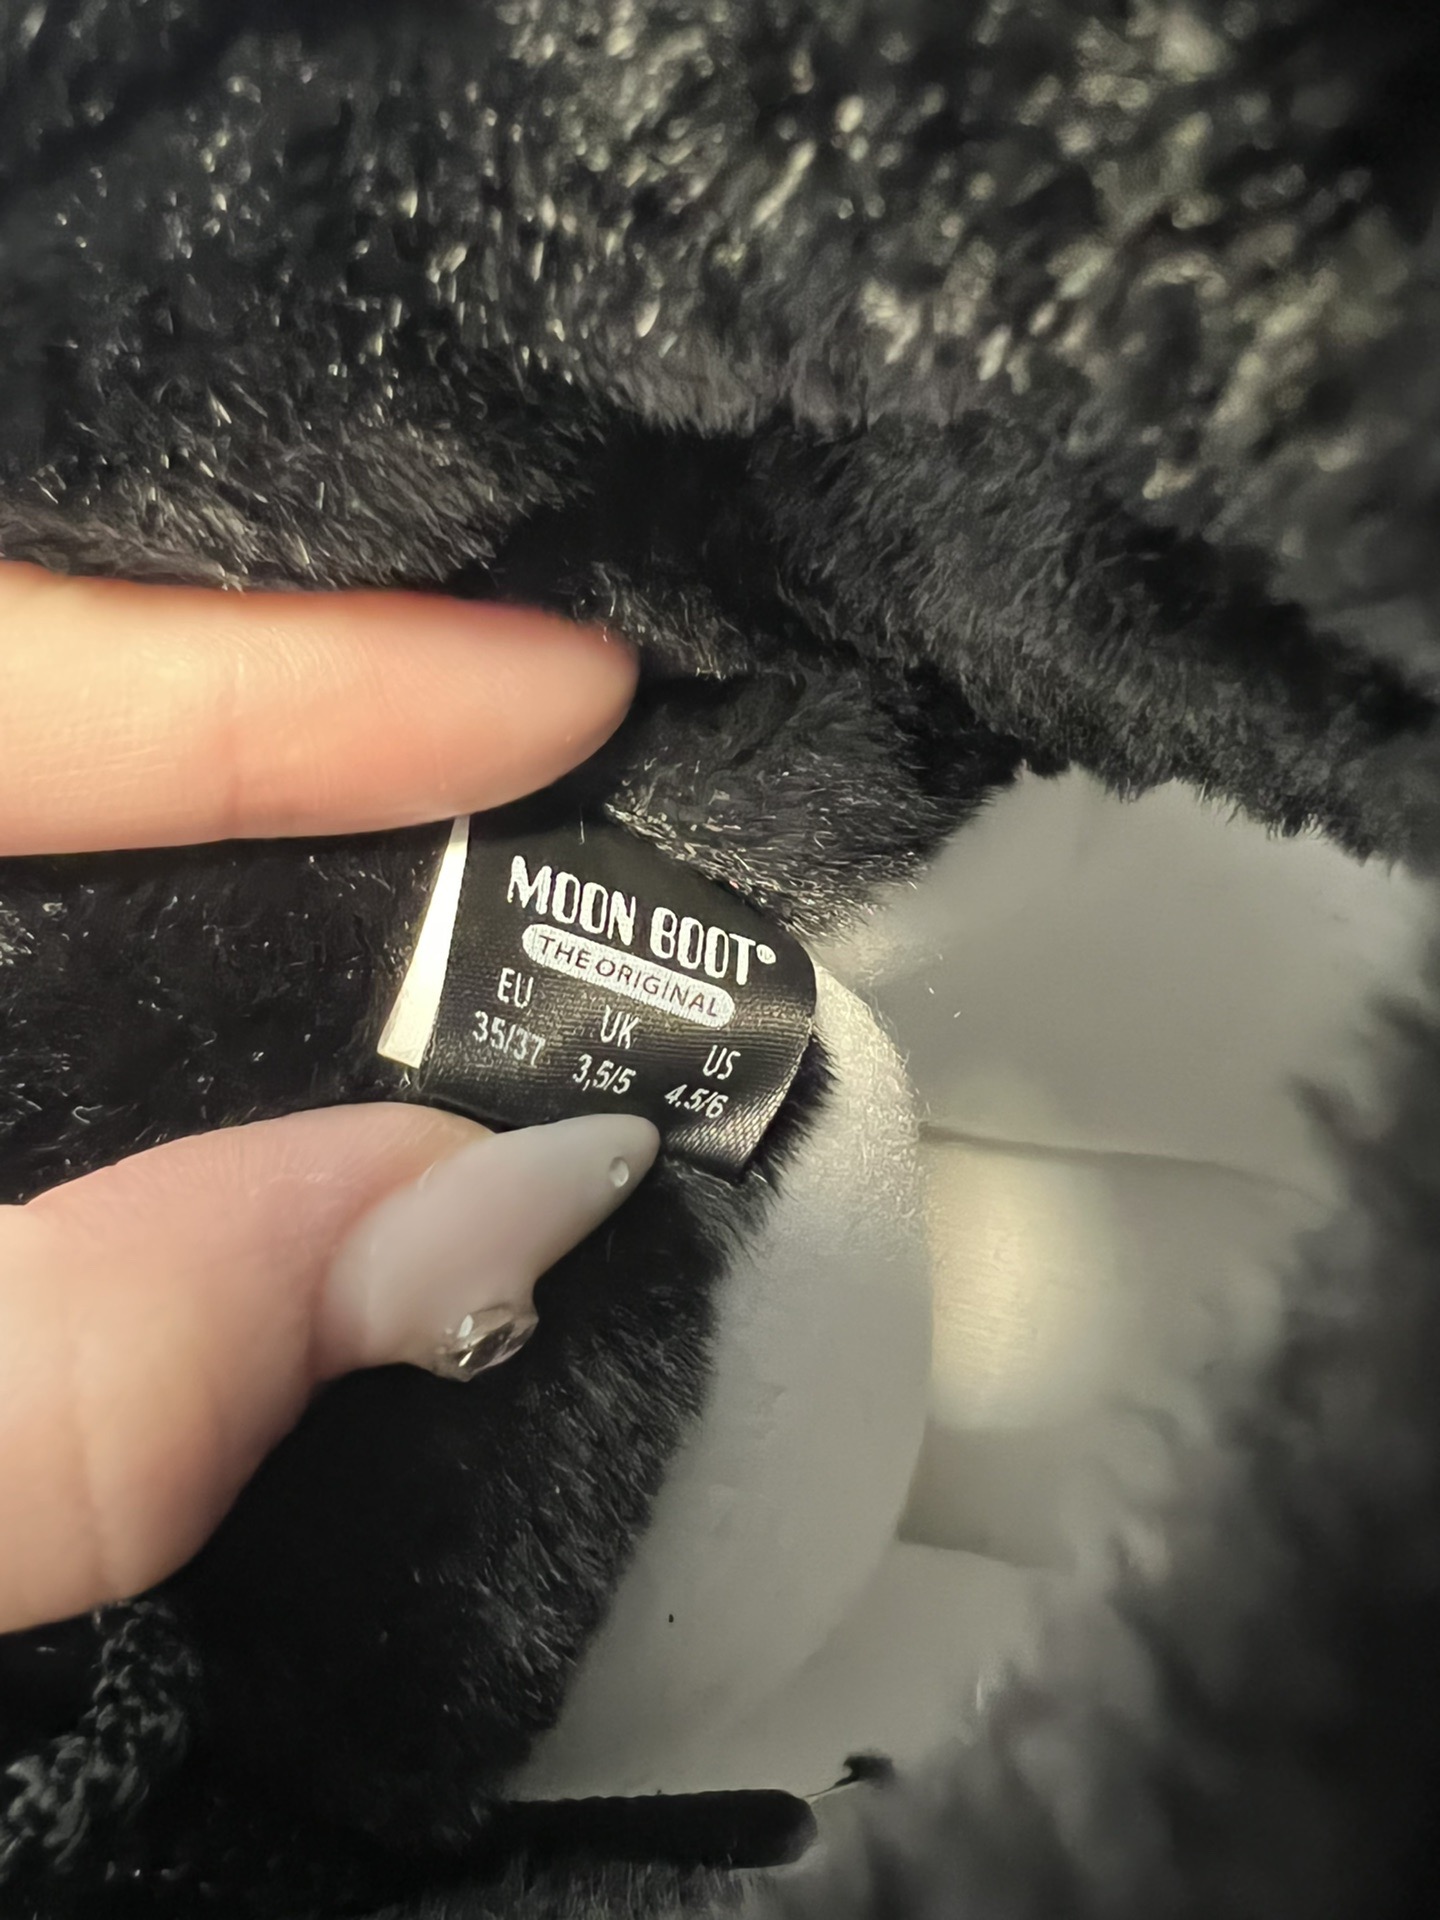 MOON BOOT®
THE ORIGINAL
EU UK US
35/37 3,5/5 4.5/6